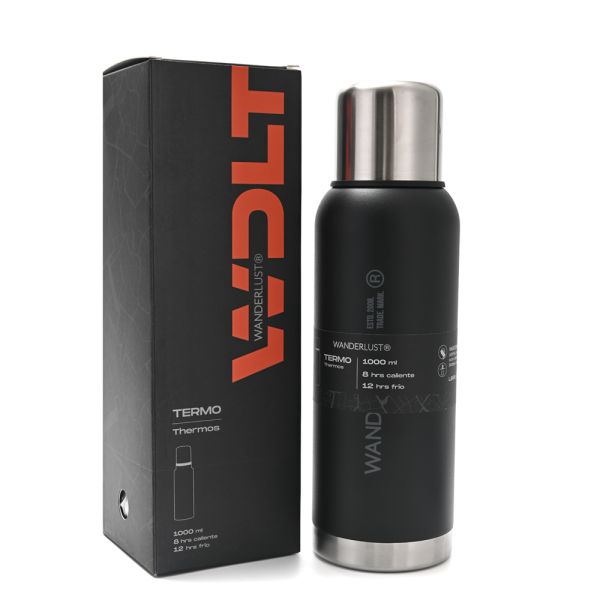 WDLT
WANDERLUST®
TERMO
Thermos
1000 ml
8 hrs caliente
12 hrs frío
®
ESTD. 2008.
TRADE. MARK.
WAND
WANDERLUST®
TERMO
Thermos
1000 ml
8 hrs caliente
12 hrs frío